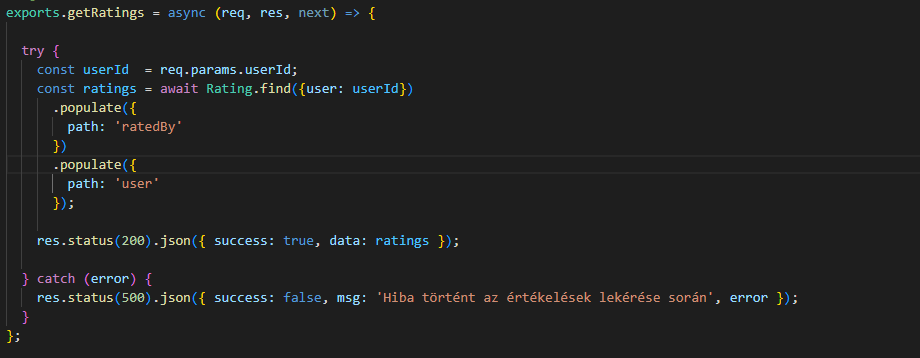 exports.getRatings = async (req, res, next) => {
try {
const userId  = req.params.userId;
const ratings = await Rating.find({user: userId})
.populate({
path: 'ratedBy'
})
.populate({
path: 'user'
});
res.status(200).json({ success: true, data: ratings });
} catch (error) {
res.status(500).json({ success: false, msg: 'Hiba történt az értékelések lekérése során', error });
}
};